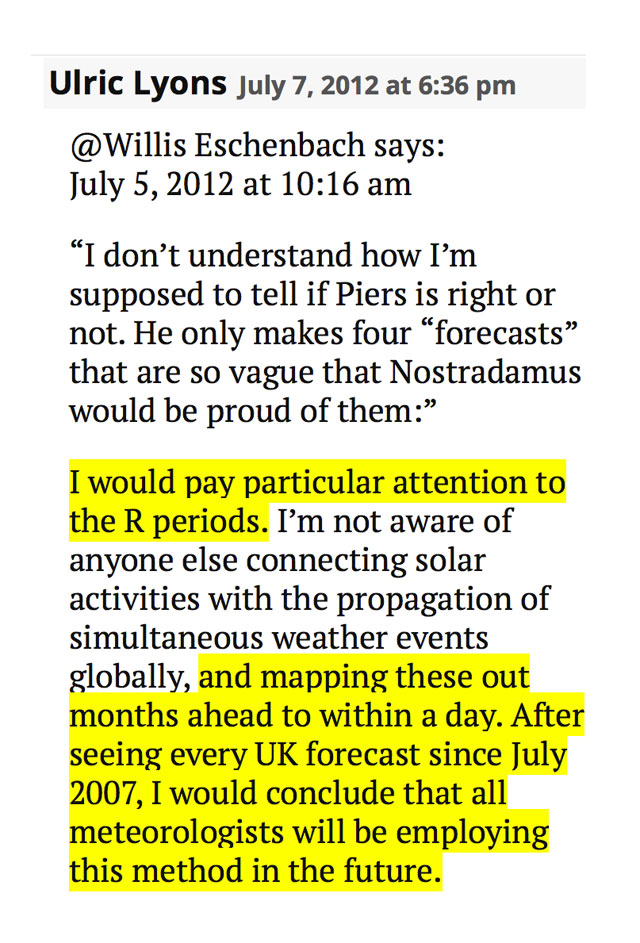 Ulric Lyons July 7, 2012 at 6:36 pm
@Willis Eschenbach says:
July 5, 2012 at 10:16 am
“I don’t understand how I’m
supposed to tell if Piers is right or
not. He only makes four “forecasts”
that are so vague that Nostradamus
would be proud of them:”
I would pay particular attention to
the R periods. I’m not aware of
anyone else connecting solar
activities with the propagation of
simultaneous weather events
globally, and mapping these out
months ahead to within a day. After
seeing every UK forecast since July
2007, I would conclude that all
meteorologists will be employing
this method in the future.